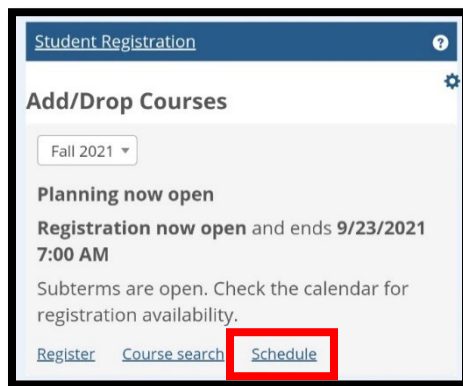 Student Registration
Add/Drop Courses
Fall 2021
Planning now open
Registration now open and ends 9/23/2021
7:00 AM
Subterms are open. Check the calendar for
registration availability.
Register Course search Schedule